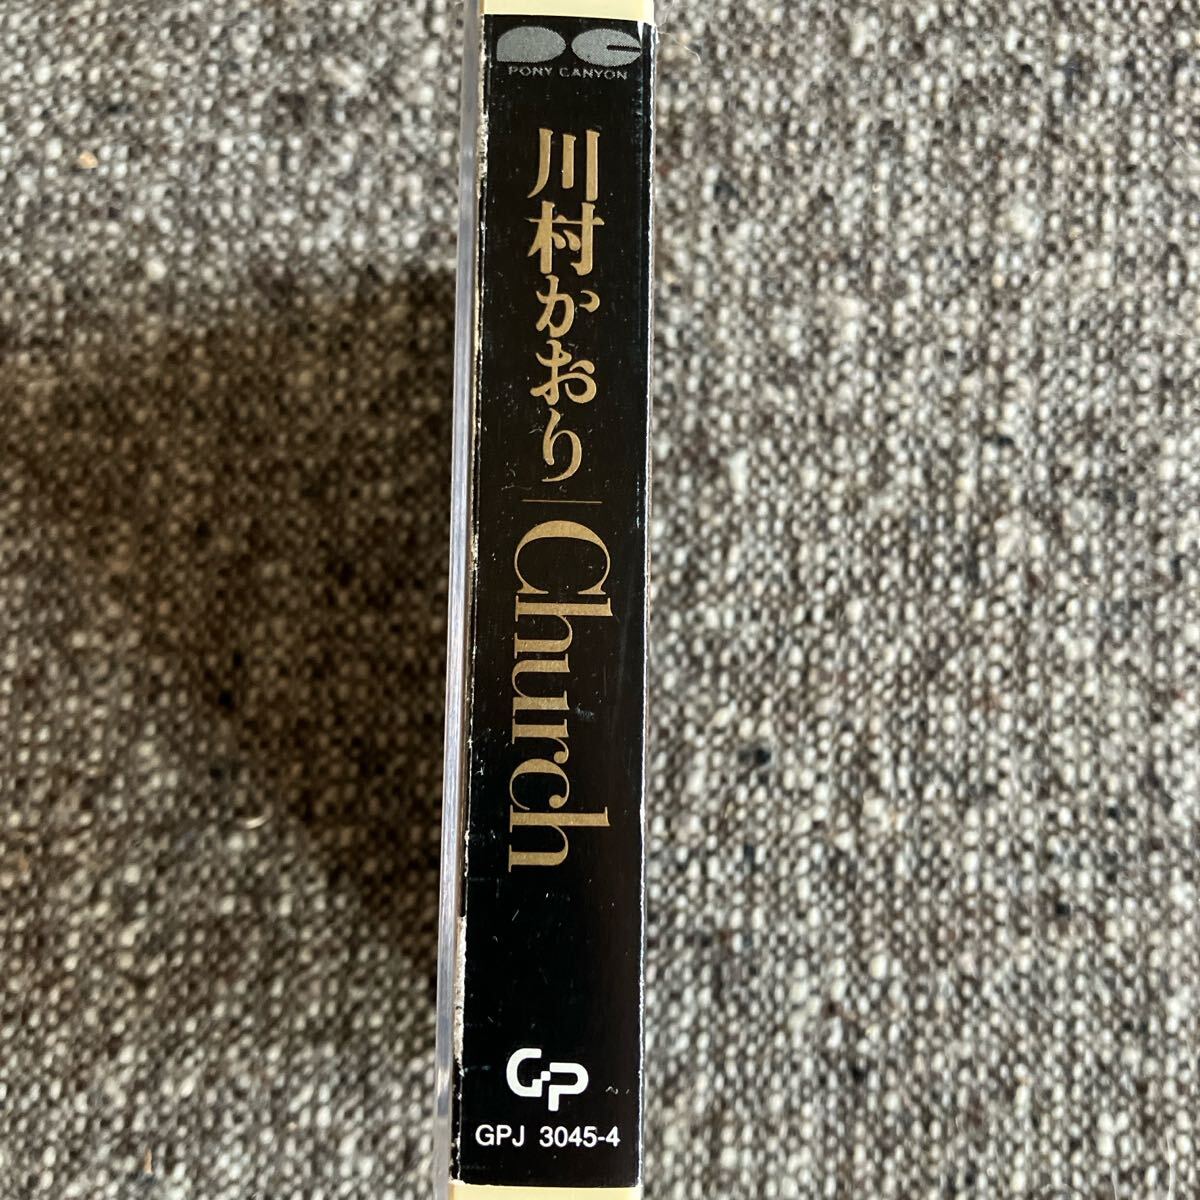 PONY CANYON
川村かおり
Church
GP
GPJ 3045-4